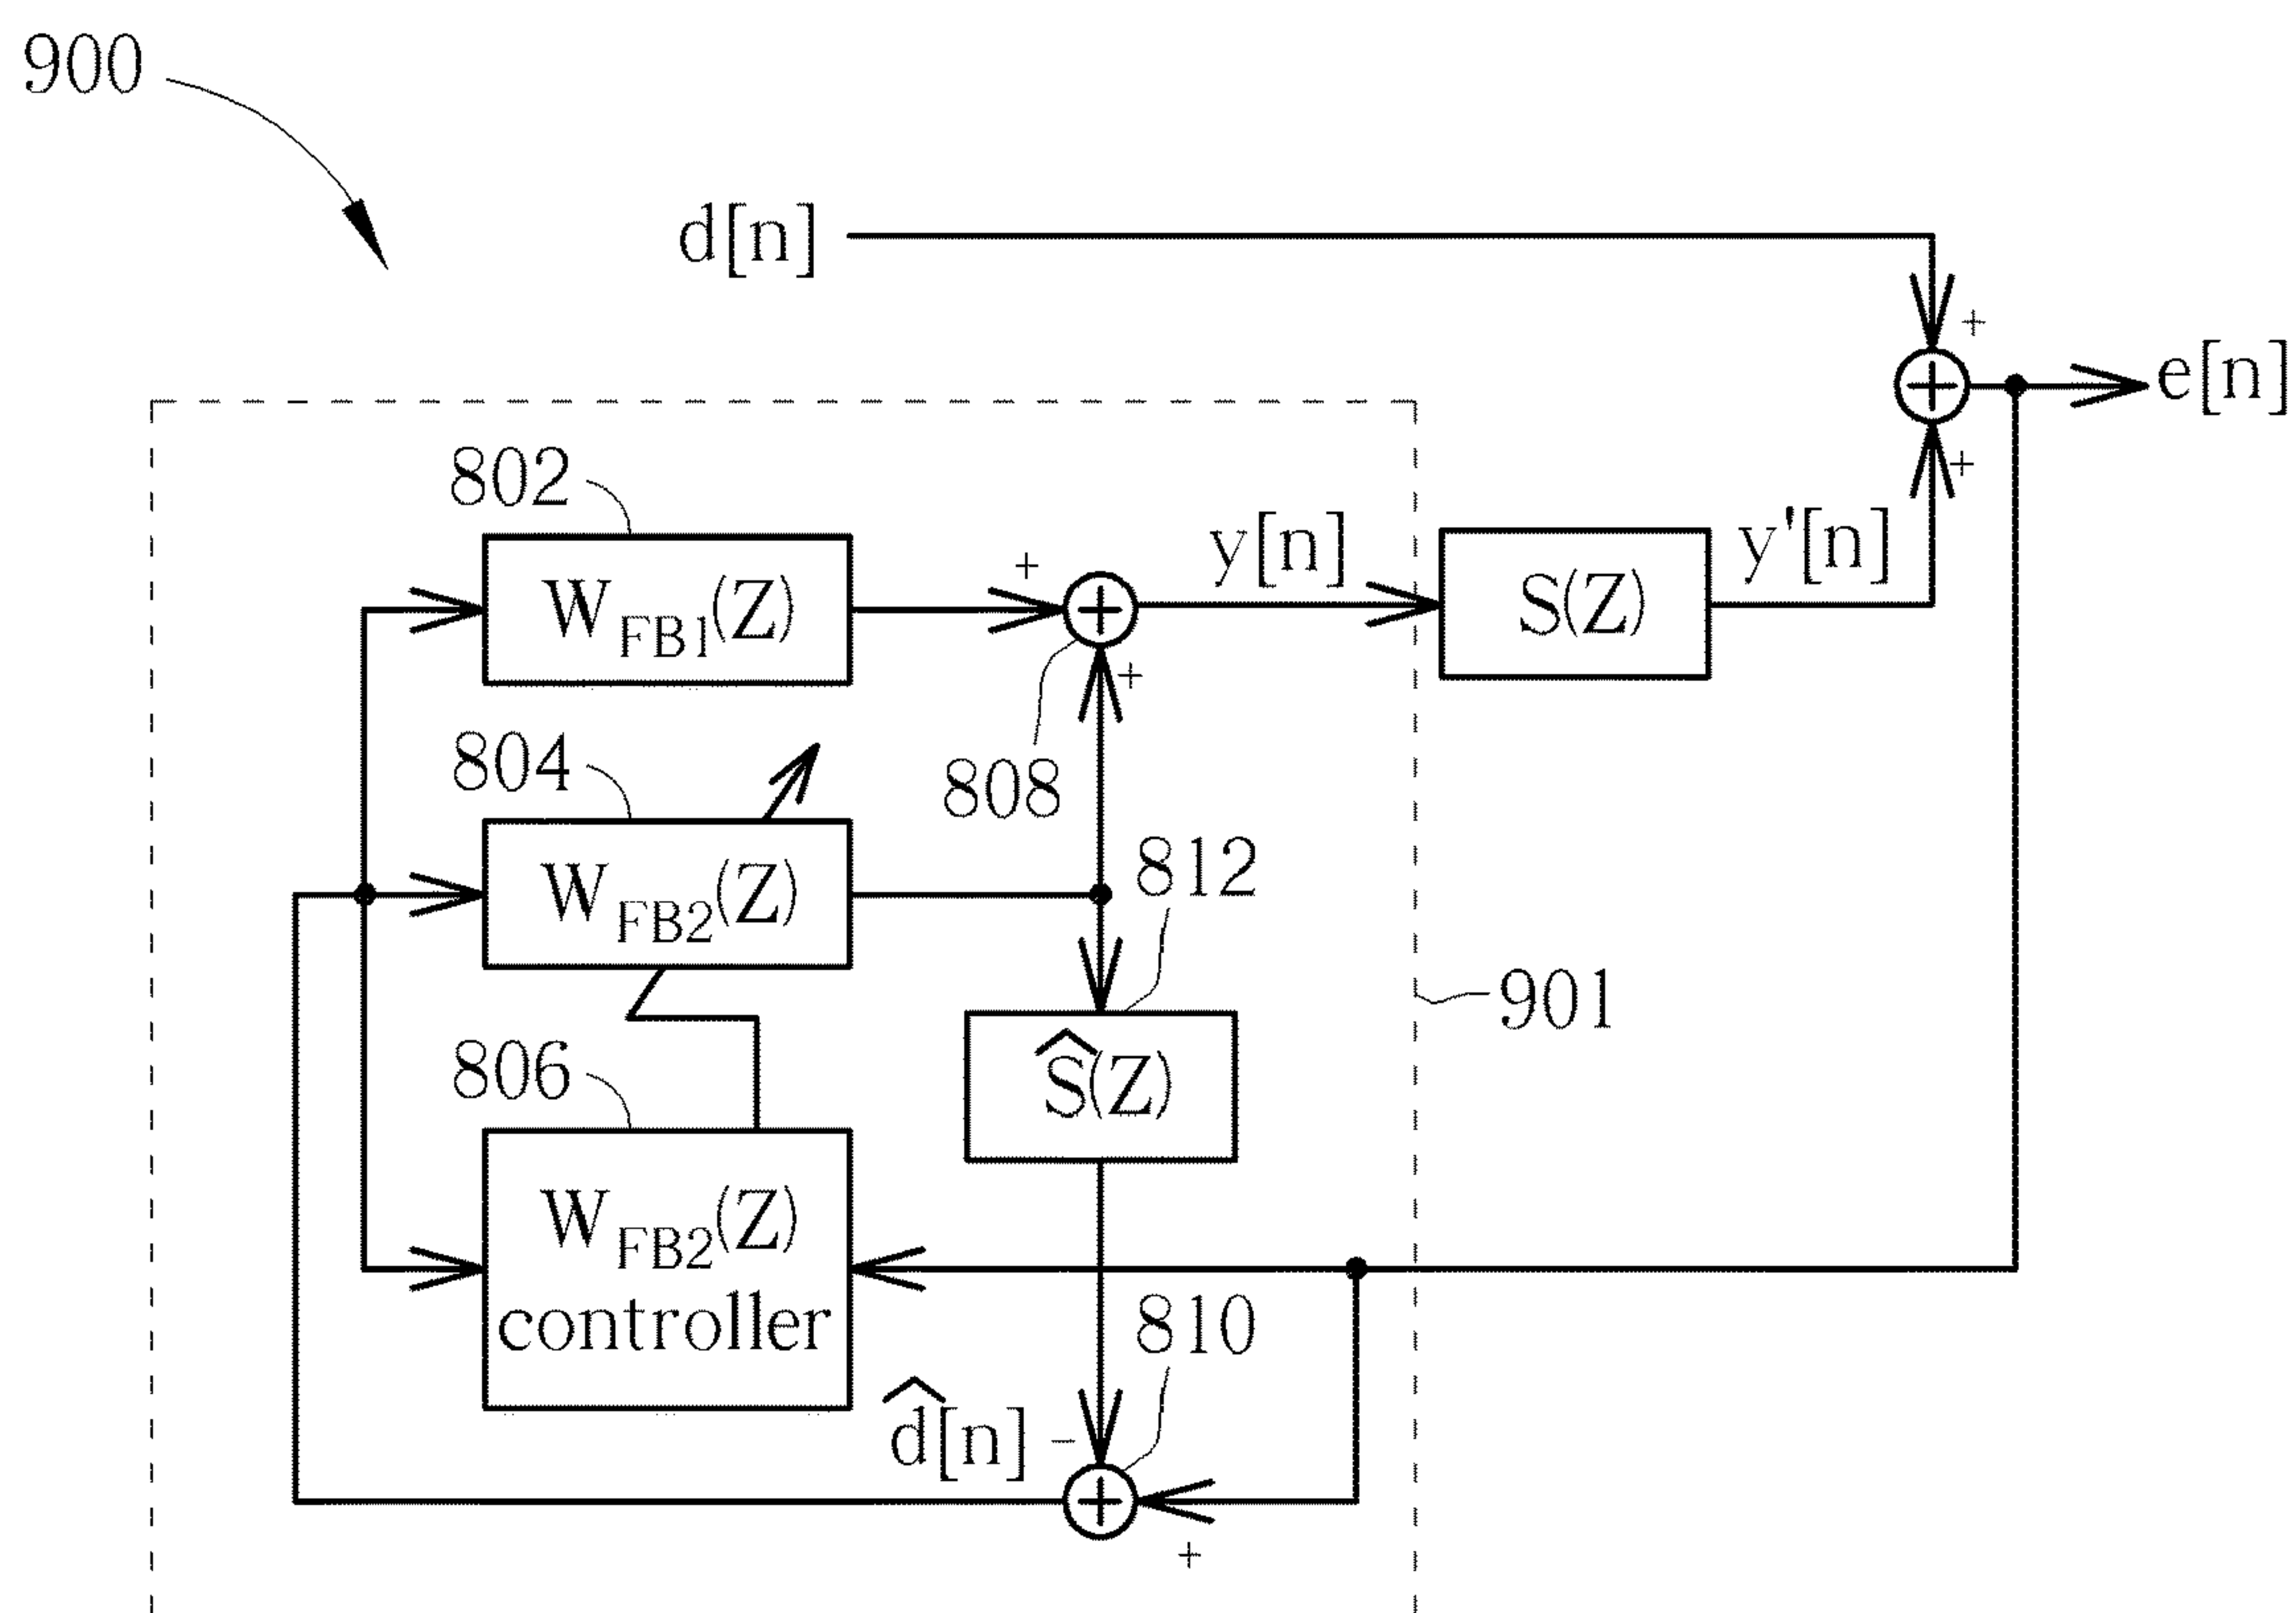 900
d[n]
+
e[n]
+
802
W_FB1(Z)
+
y[n]
S(Z)
y'[n]
+
808
804
W_FB2(Z)
812
Ŝ(Z)
901
806
W_FB2(Z)
controller
810
d̂[n]
-
+